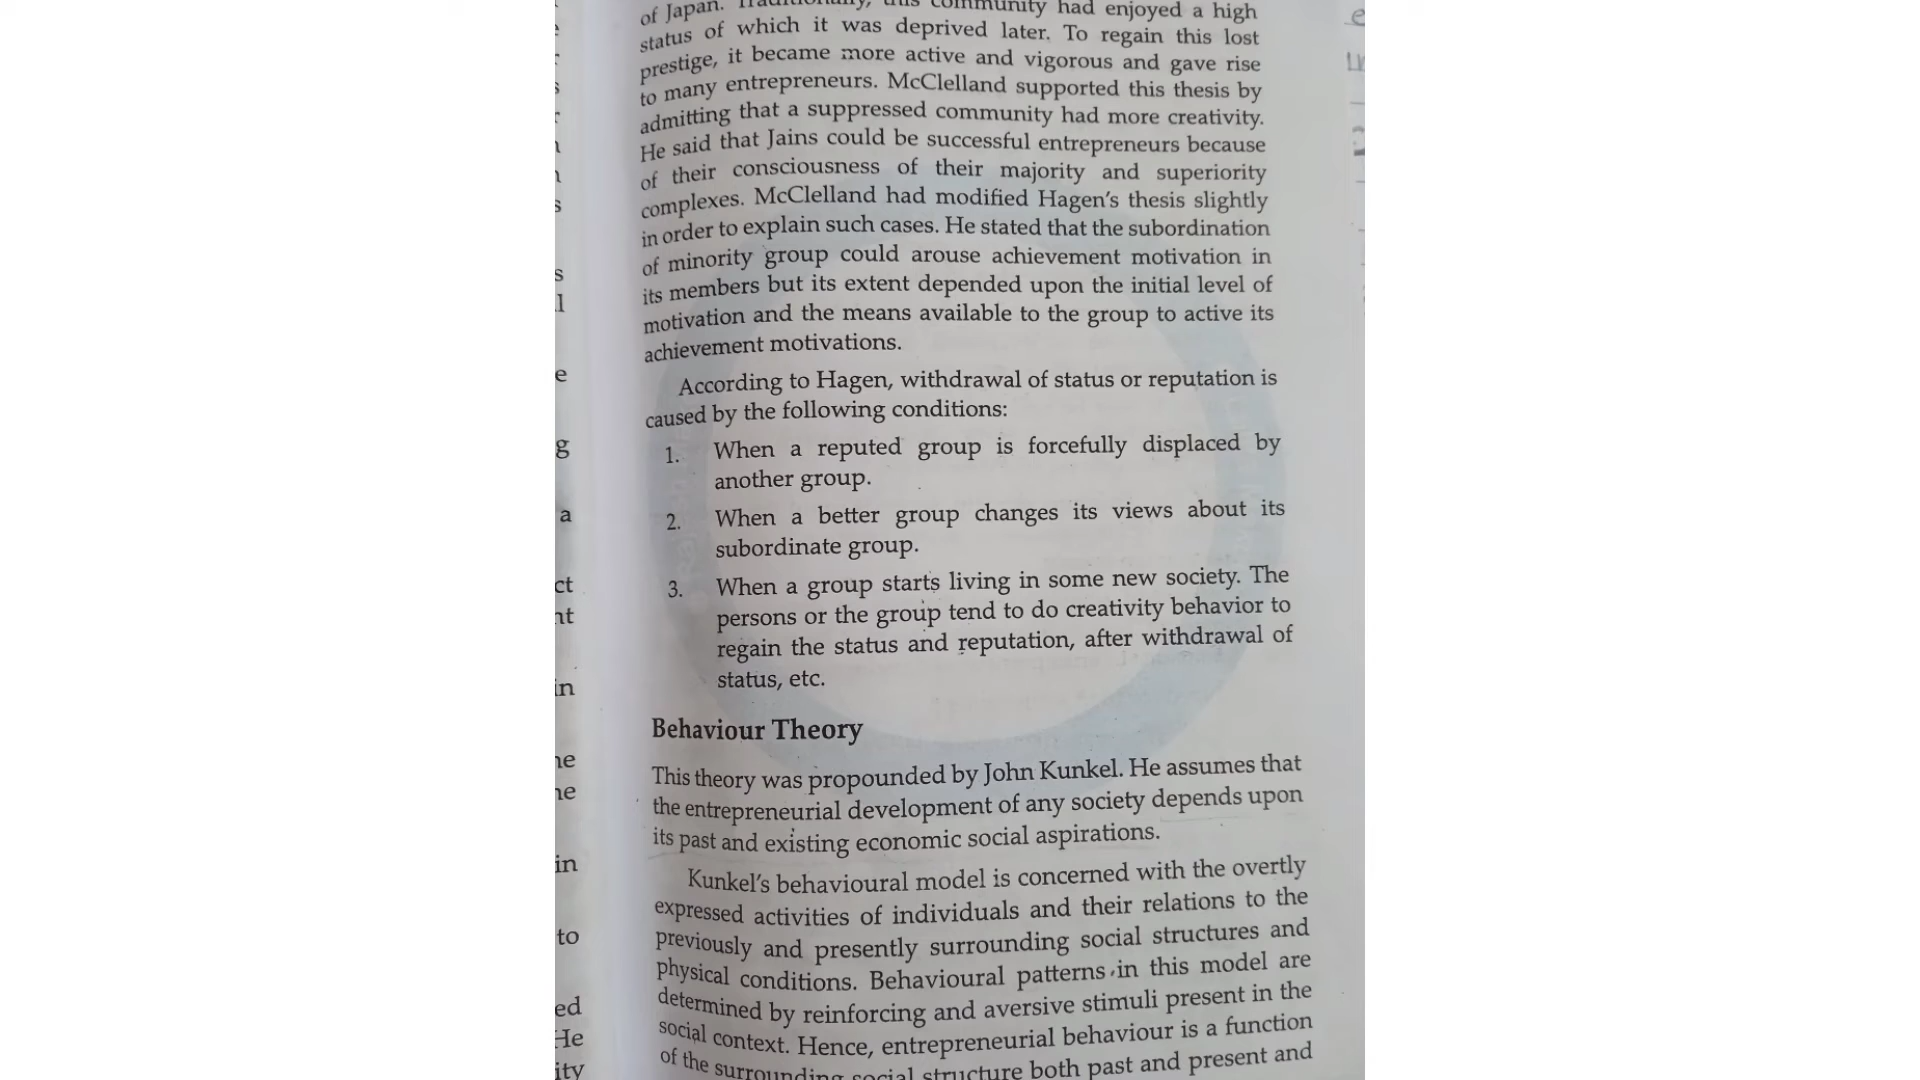 of Japan. Traditionally, this community had enjoyed a high
status of which it was deprived later. To regain this lost
prestige, it became more active and vigorous and gave rise
to many entrepreneurs. McClelland supported this thesis by
admitting that a suppressed community had more creativity.
He said that Jains could be successful entrepreneurs because
of their consciousness of their majority and superiority
complexes. McClelland had modified Hagen's thesis slightly
in order to explain such cases. He stated that the subordination
of minority group could arouse achievement motivation in
its members but its extent depended upon the initial level of
motivation and the means available to the group to active its
achievement motivations.
According to Hagen, withdrawal of status or reputation is
caused by the following conditions:
1. When a reputed group is forcefully displaced by
another group.
2. When a better group changes its views about its
subordinate group.
3. When a group starts living in some new society. The
persons or the group tend to do creativity behavior to
regain the status and reputation, after withdrawal of
status, etc.
Behaviour Theory
This theory was propounded by John Kunkel. He assumes that
the entrepreneurial development of any society depends upon
its past and existing economic social aspirations.
Kunkel's behavioural model is concerned with the overtly
expressed activities of individuals and their relations to the
previously and presently surrounding social structures and
physical conditions. Behavioural patterns in this model are
determined by reinforcing and aversive stimuli present in the
social context. Hence, entrepreneurial behaviour is a function
of the surrounding social structure both past and present and